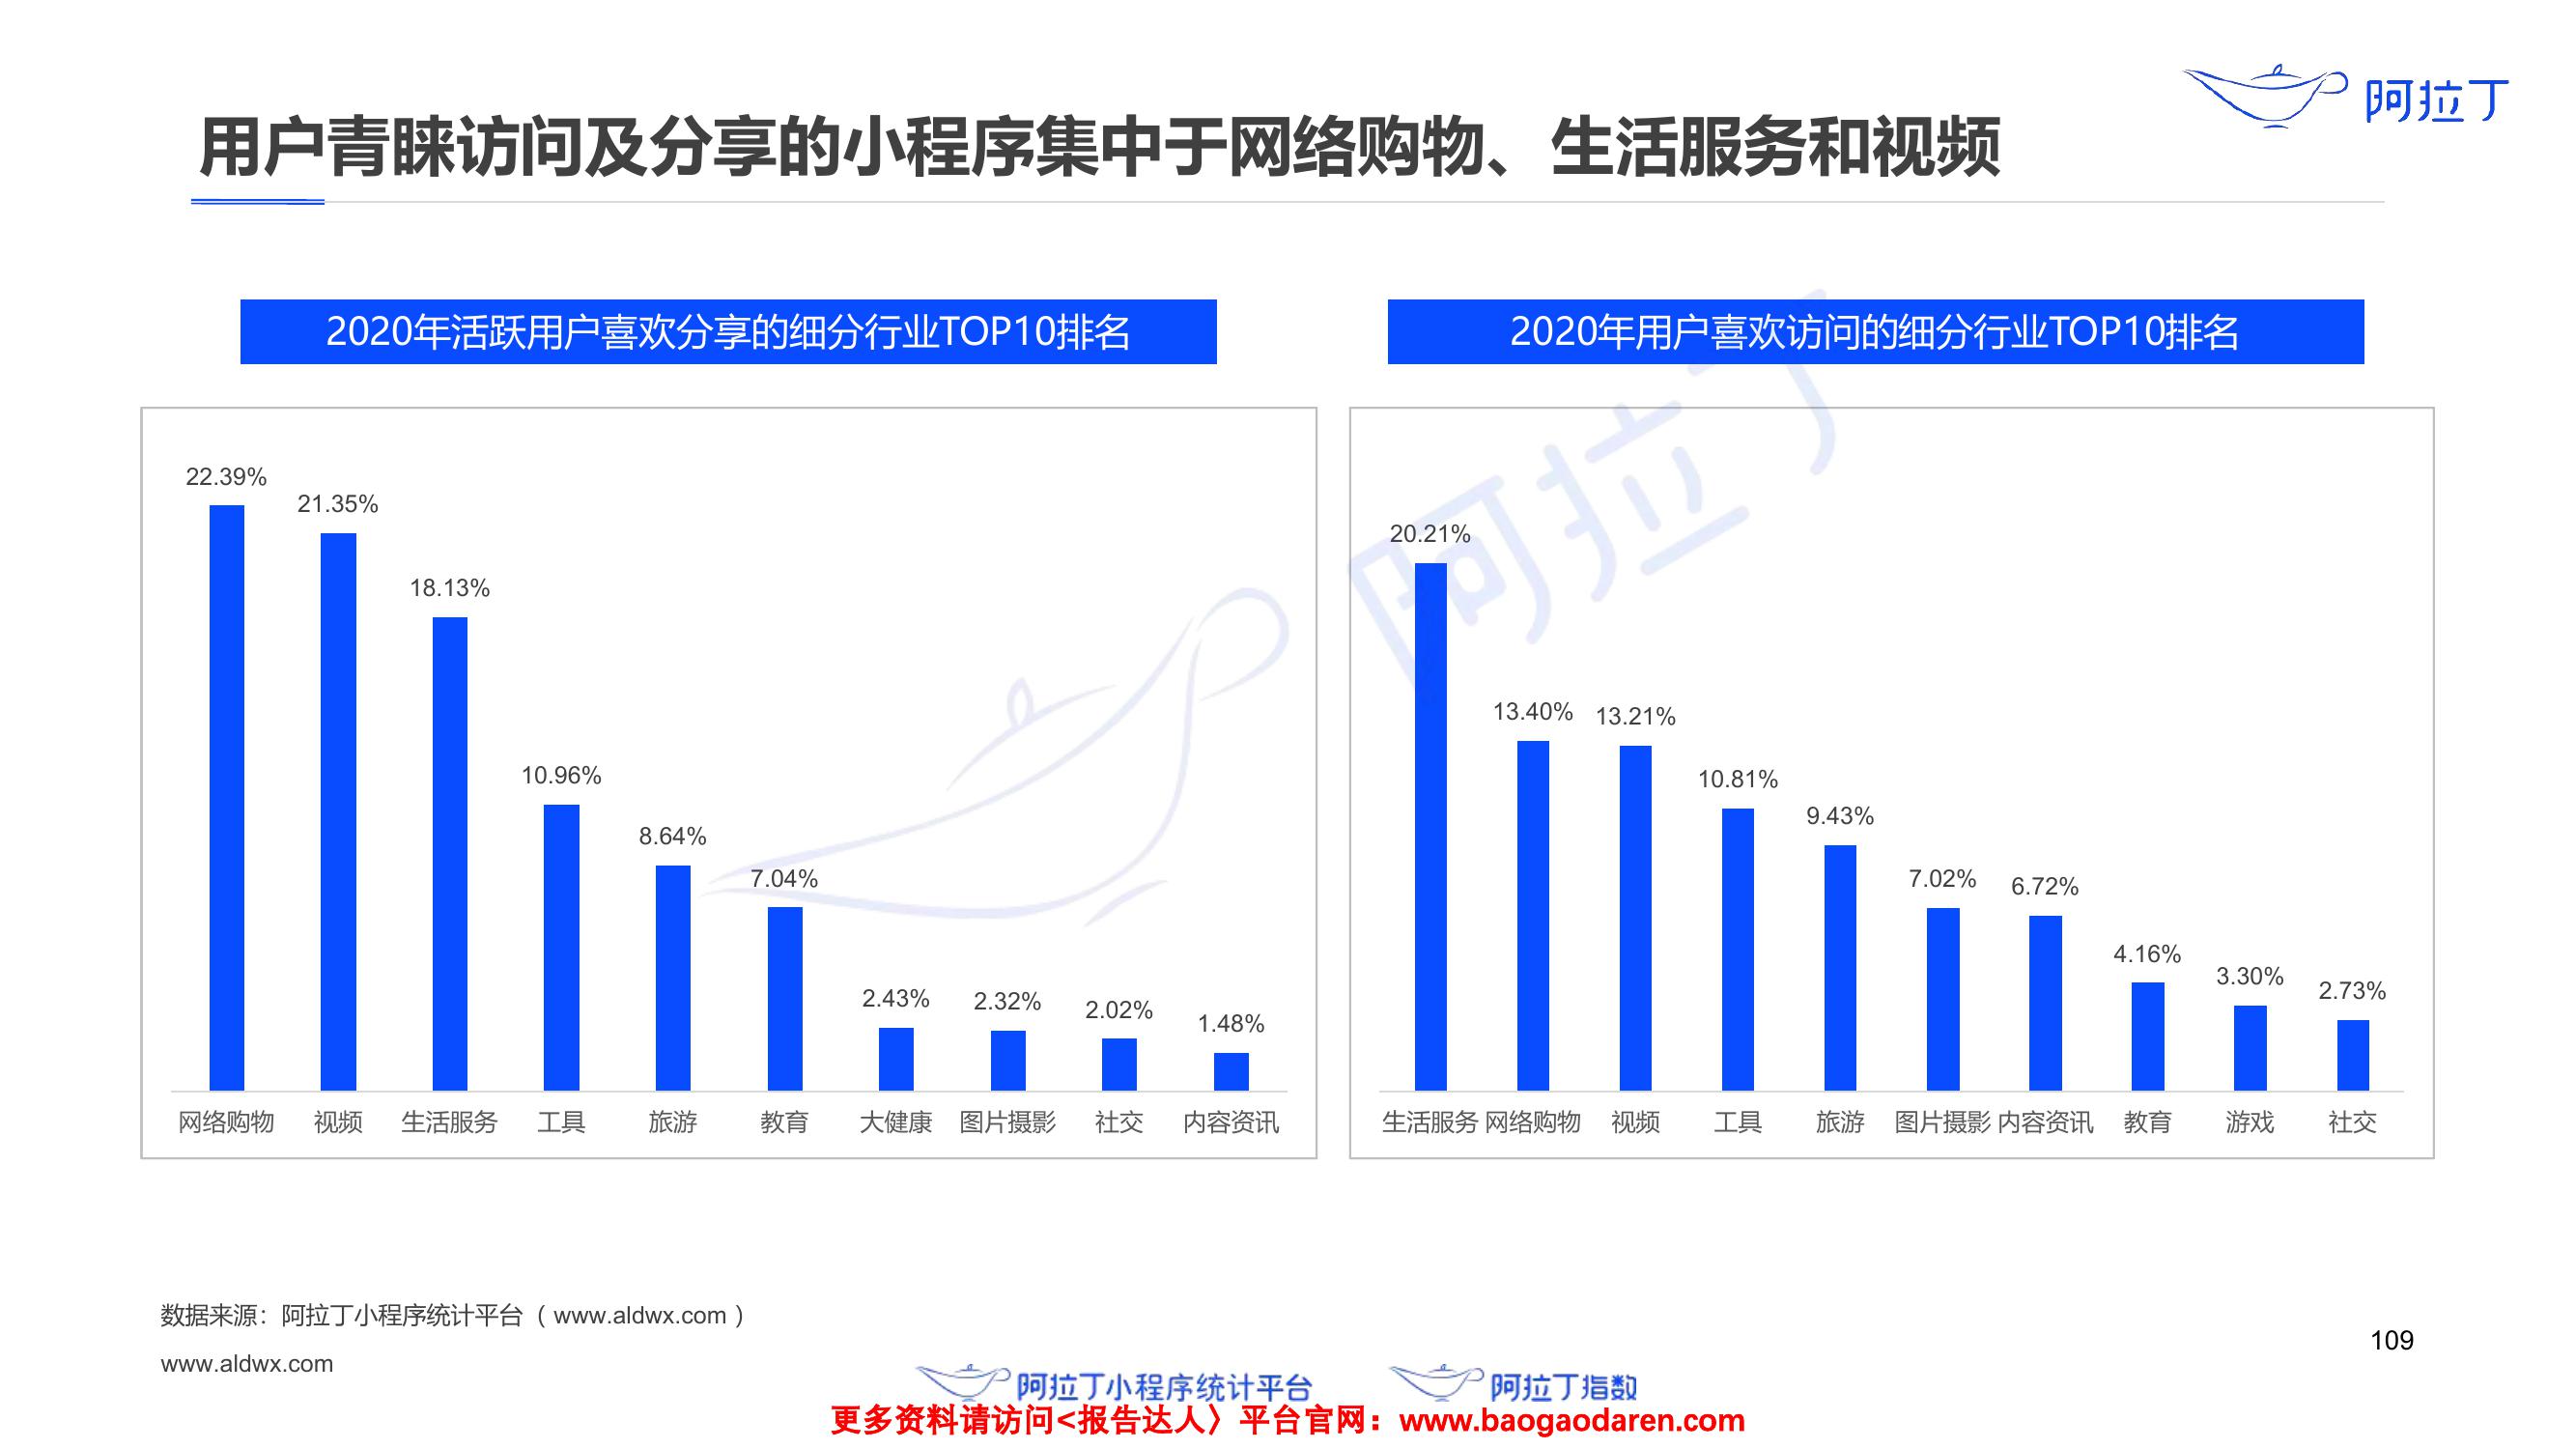 阿拉丁
用户青睐访问及分享的小程序集中于网络购物、生活服务和视频
2020年活跃用户喜欢分享的细分行业TOP10排名
22.39%
21.35%
18.13%
10.96%
8.64%
7.04%
2.43%
2.32%
2.02%
1.48%
网络购物 视频 生活服务 工具 旅游 教育 大健康 图片摄影 社交 内容资讯
2020年用户喜欢访问的细分行业TOP10排名
阿拉丁
20.21%
13.40%
13.21%
10.81%
9.43%
7.02%
6.72%
4.16%
3.30%
2.73%
生活服务 网络购物 视频 工具 旅游 图片摄影 内容资讯 教育 游戏 社交
数据来源：阿拉丁小程序统计平台（www.aldwx.com）
www.aldwx.com
109
阿拉丁小程序统计平台 阿拉丁指数
更多资料请访问<报告达人〉平台官网：www.baogaodaren.com